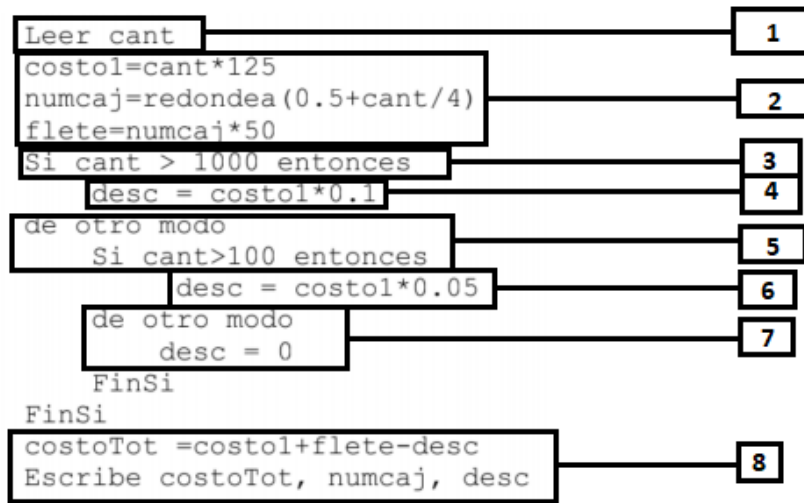 Leer cant 1
costo1=cant*125
numcaj=redondea(0.5+cant/4) 2
flete=numcaj*50
Si cant > 1000 entonces 3
desc = costo1*0.1 4
de otro modo
Si cant>100 entonces 5
desc = costo1*0.05 6
de otro modo 7
desc = 0
FinSi
FinSi
costoTot =costo1+flete-desc 8
Escribe costoTot, numcaj, desc